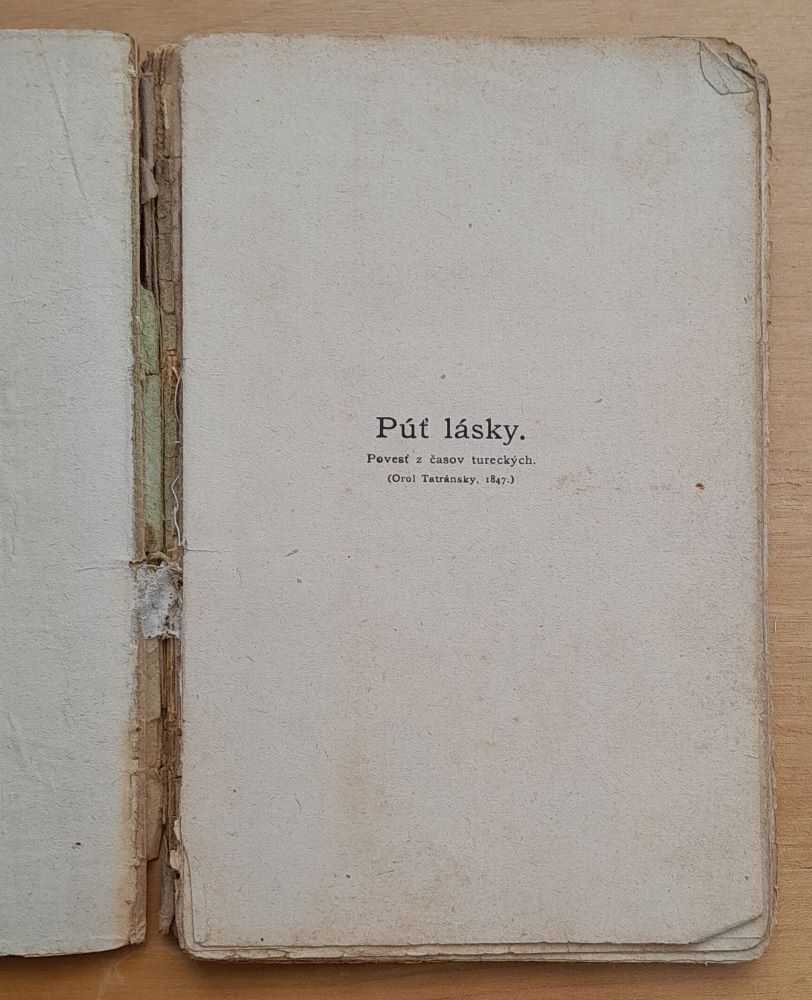 Púť lásky.
Povesť z časov tureckých.
(Orol Tatránsky, 1847.)